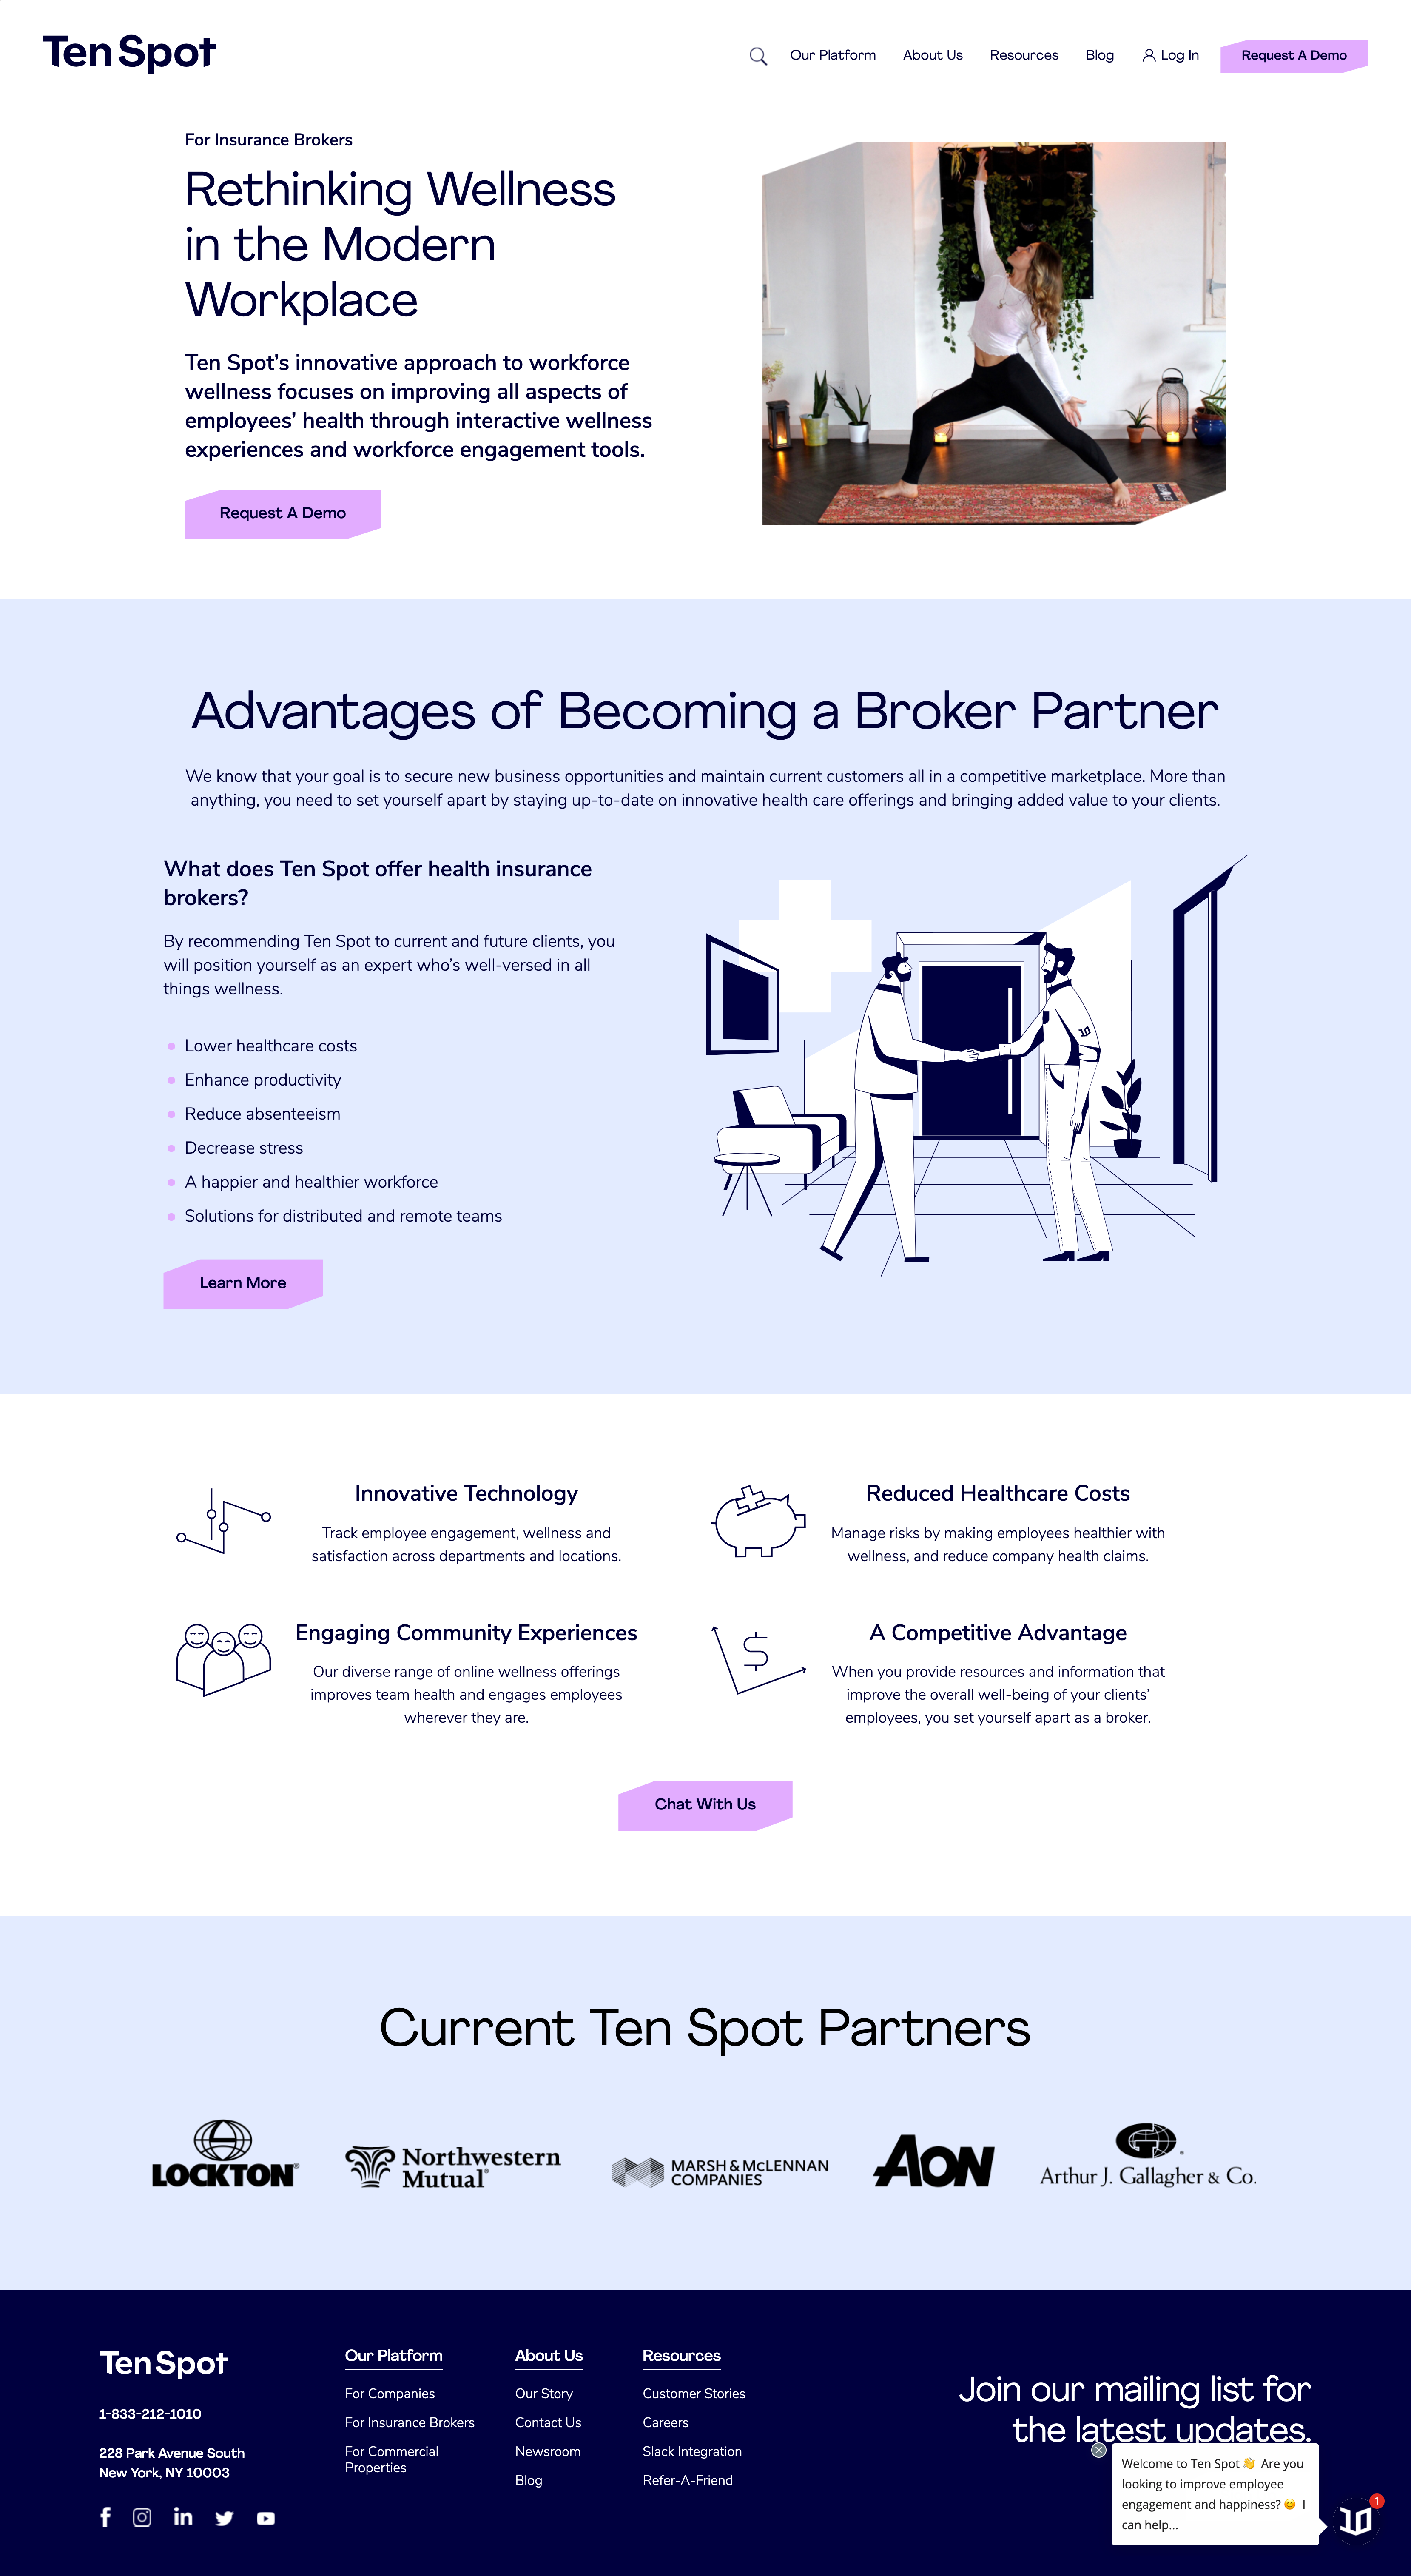 Ten Spot
Our Platform
About Us
Resources
Blog
Log In
Request A Demo
For Insurance Brokers
Rethinking Wellness
in the Modern
Workplace
Ten Spot’s innovative approach to workforce
wellness focuses on improving all aspects of
employees’ health through interactive wellness
experiences and workforce engagement tools.
Request A Demo
Advantages of Becoming a Broker Partner
We know that your goal is to secure new business opportunities and maintain current customers all in a competitive marketplace. More than
anything, you need to set yourself apart by staying up-to-date on innovative health care offerings and bringing added value to your clients.
What does Ten Spot offer health insurance
brokers?
By recommending Ten Spot to current and future clients, you
will position yourself as an expert who’s well-versed in all
things wellness.
Lower healthcare costs
Enhance productivity
Reduce absenteeism
Decrease stress
A happier and healthier workforce
Solutions for distributed and remote teams
Learn More
10
Innovative Technology
Track employee engagement, wellness and
satisfaction across departments and locations.
Reduced Healthcare Costs
Manage risks by making employees healthier with
wellness, and reduce company health claims.
Engaging Community Experiences
Our diverse range of online wellness offerings
improves team health and engages employees
wherever they are.
$
A Competitive Advantage
When you provide resources and information that
improve the overall well-being of your clients’
employees, you set yourself apart as a broker.
Chat With Us
Current Ten Spot Partners
LOCKTON®
Northwestern
Mutual®
MARSH & McLENNAN
COMPANIES
AON
Arthur J. Gallagher & Co.
Ten Spot
1-833-212-1010
228 Park Avenue South
New York, NY 10003
Our Platform
For Companies
For Insurance Brokers
For Commercial
Properties
About Us
Our Story
Contact Us
Newsroom
Blog
Resources
Customer Stories
Careers
Slack Integration
Refer-A-Friend
Join our mailing list for
the latest updates.
Welcome to Ten Spot 👋 Are you
looking to improve employee
engagement and happiness? 😊 I
can help...
1
10